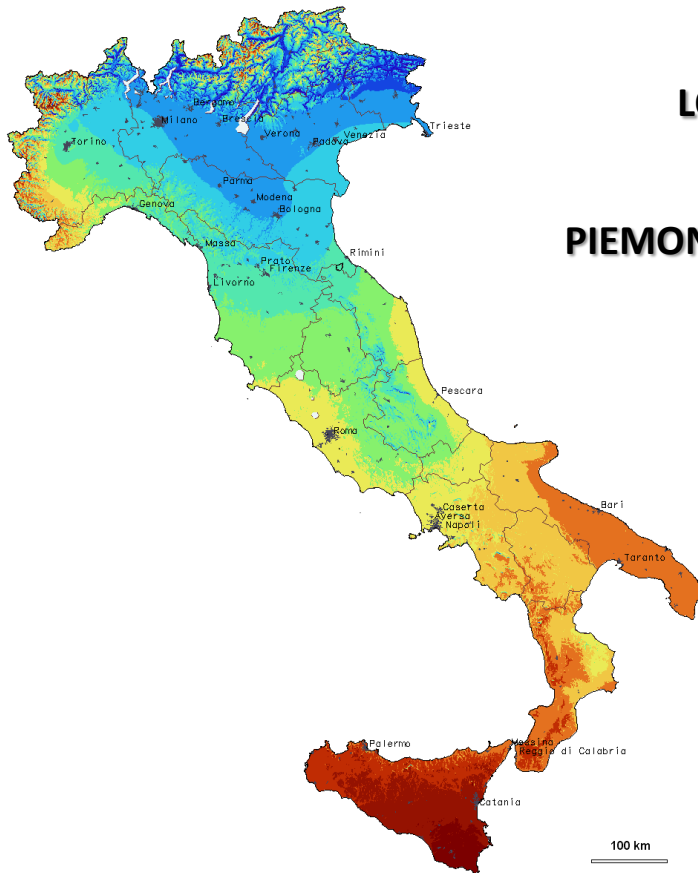 LO
Bergamo
Milano
Brescia
Trieste
Verona
Venezia
Padova
Torino
Parma
Modena
Genova
Bologna
PIEMON
Massa
Rimini
Prato
Firenze
Livorno
Pescara
Roma
Bari
Caserta
Aversa
Napoli
Taranto
Palermo
Messina
Reggio di Calabria
Catania
100 km